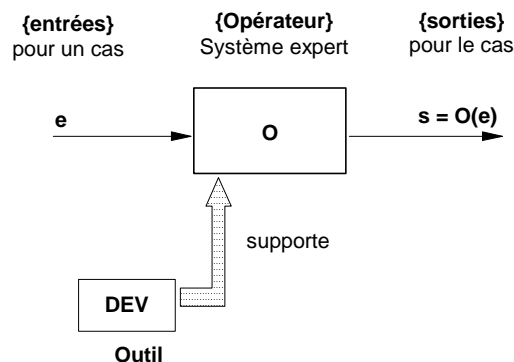 {entrées}
pour un cas
{Opérateur}
Système expert
{sorties}
pour le cas
e
O
s = O(e)
supporte
DEV
Outil